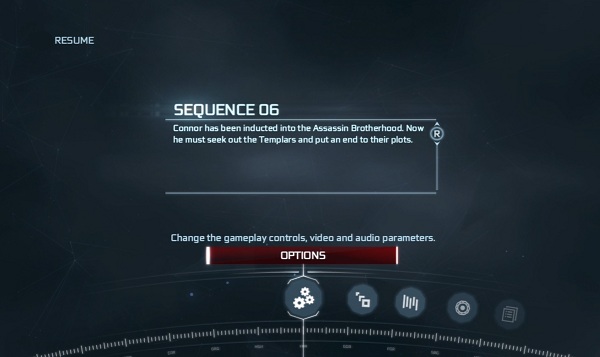 RESUME
SEQUENCE 06
Connor has been inducted into the Assassin Brotherhood. Now
he must seek out the Templars and put an end to their plots.
R
Change the gameplay controls, video and audio parameters.
OPTIONS